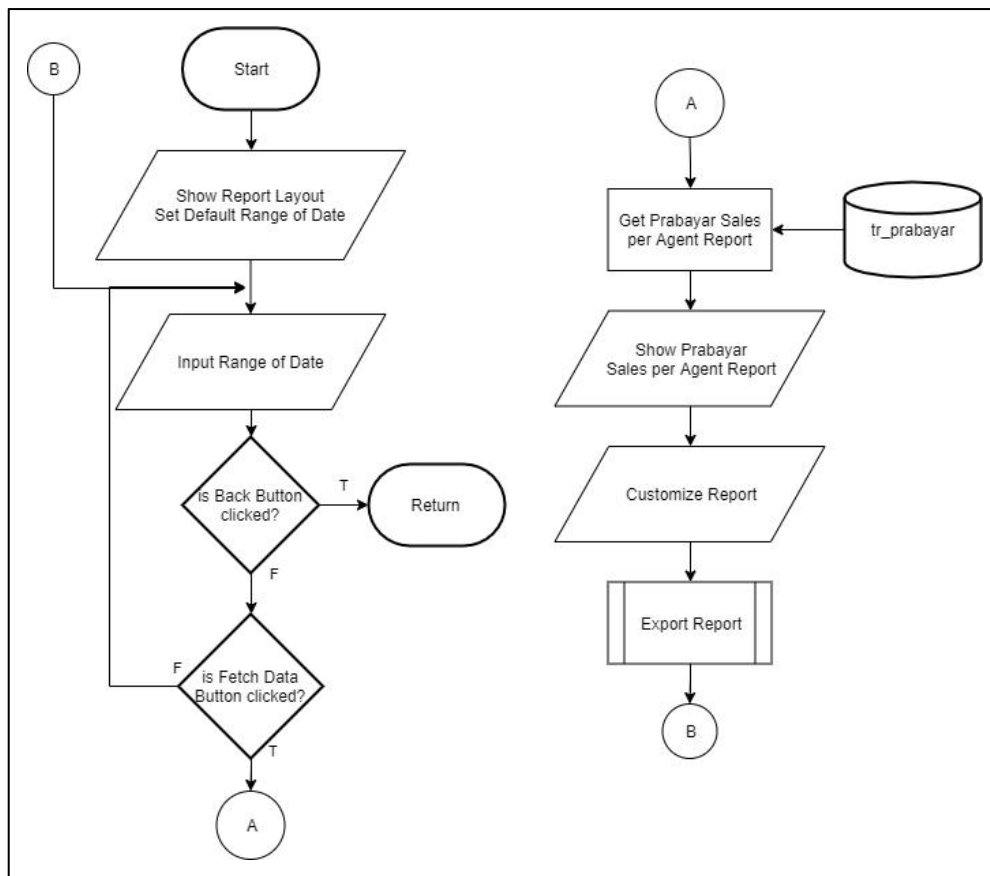 B
Start
Show Report Layout
Set Default Range of Date
Input Range of Date
is Back Button
clicked?
T
Return
F
is Fetch Data
Button clicked?
F
T
A
A
Get Prabayar Sales
per Agent Report
tr_prabayar
Show Prabayar
Sales per Agent Report
Customize Report
Export Report
B